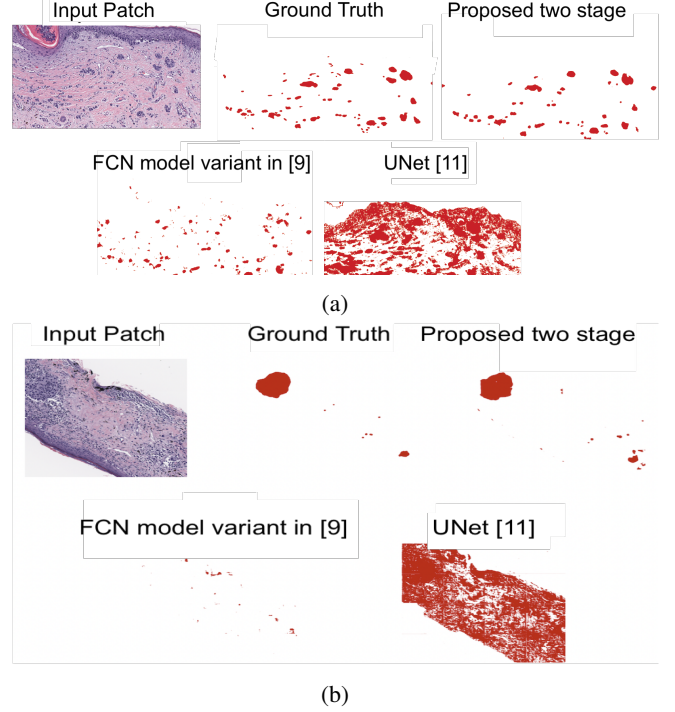 Input Patch
Ground Truth
Proposed two stage
FCN model variant in [9]
UNet [11]
(a)
Input Patch
Ground Truth
Proposed two stage
FCN model variant in [9]
UNet [11]
(b)